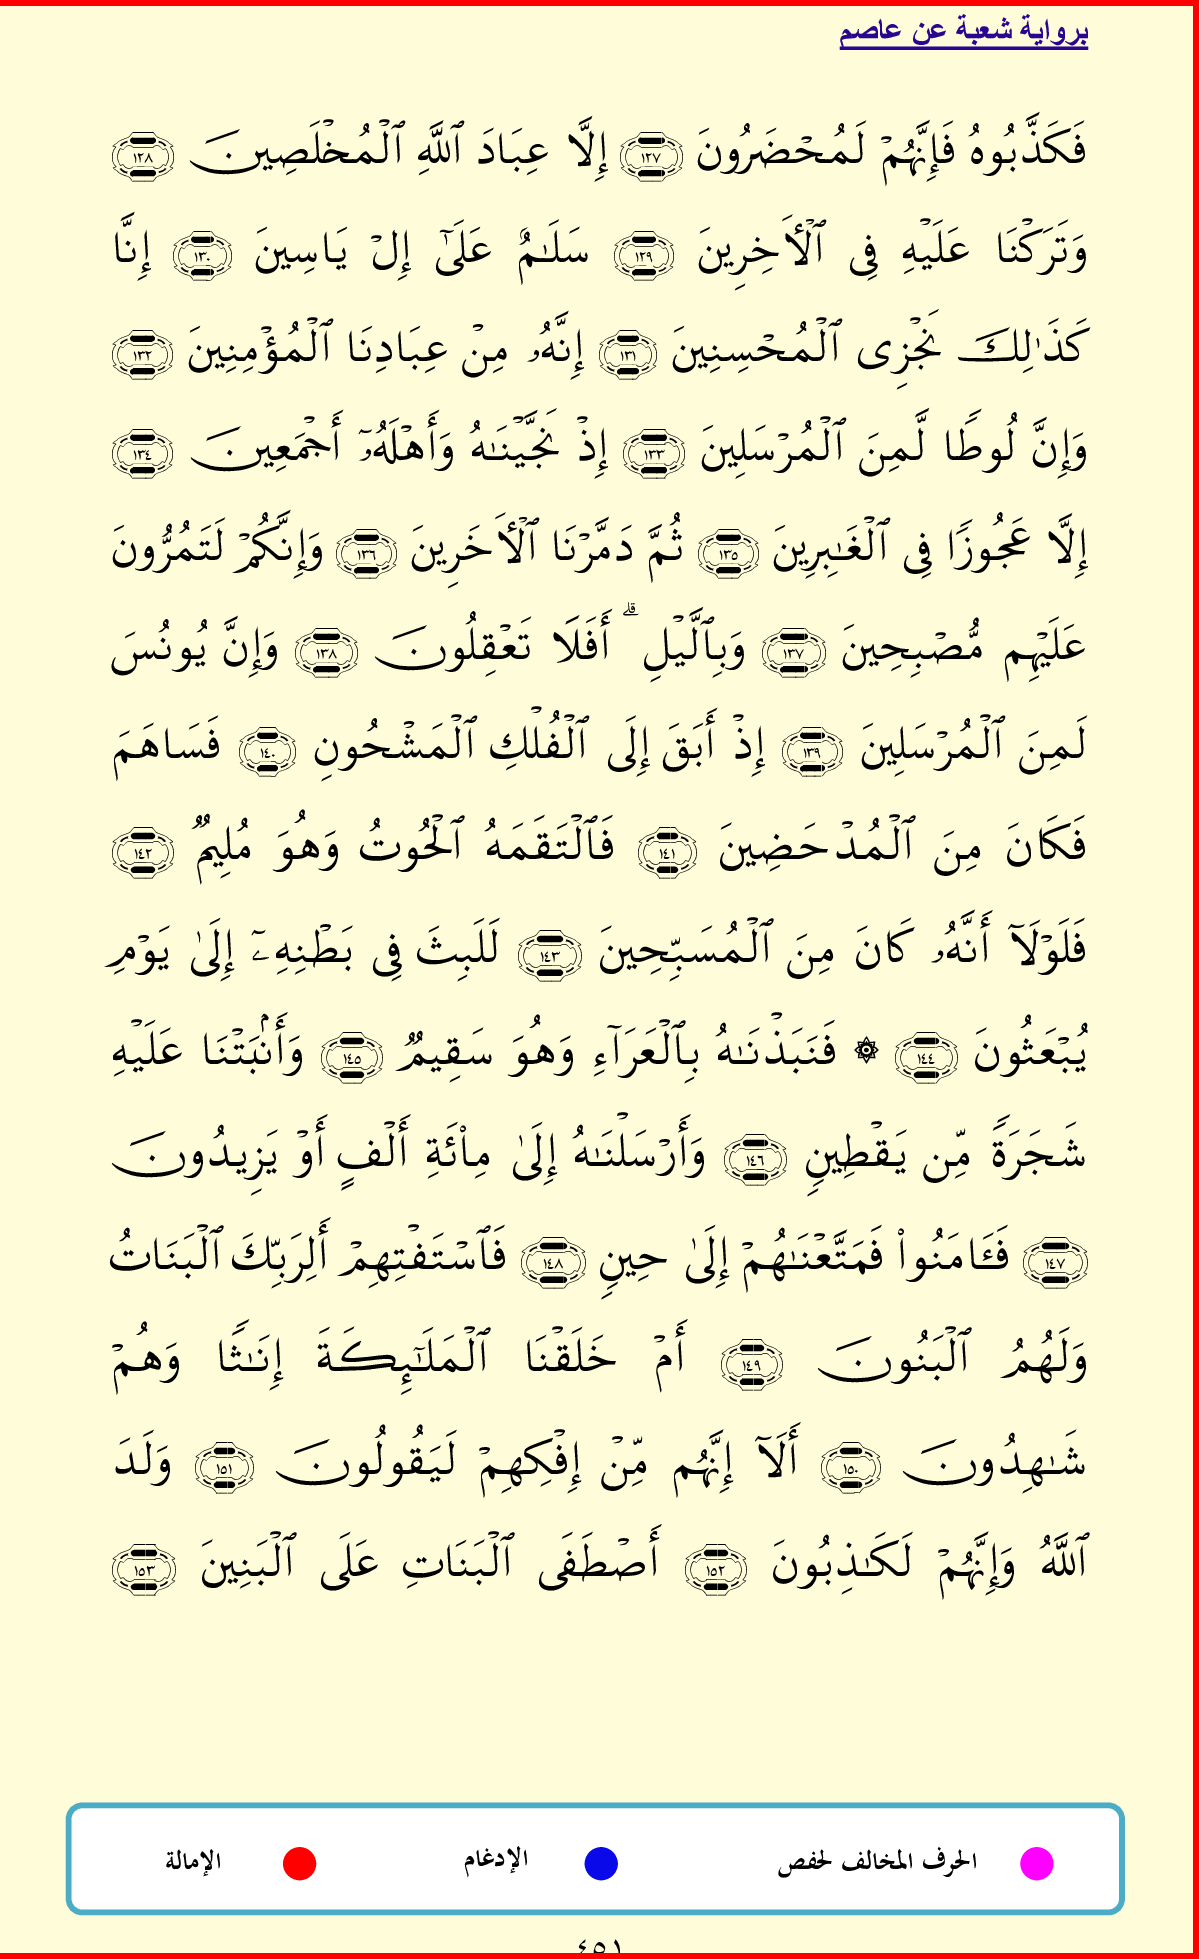 برواية شعبة عن عاصم
فَكَذَّبُوهُ فَإِنَّهُمۡ لَمُحۡضَرُونَ ١٢٧ إِلَّا عِبَادَ ٱللَّهِ ٱلۡمُخۡلَصِينَ ١٢٨
وَتَرَكۡنَا عَلَيۡهِ فِي ٱلۡأَخِرِينَ ١٢٩ سَلَٰمٌ عَلَىٰٓ إِلۡ يَاسِينَ ١٣٠ إِنَّا
كَذَٰلِكَ نَجۡزِي ٱلۡمُحۡسِنِينَ ١٣١ إِنَّهُۥ مِنۡ عِبَادِنَا ٱلۡمُؤۡمِنِينَ ١٣٢
وَإِنَّ لُوطٗا لَّمِنَ ٱلۡمُرۡسَلِينَ ١٣٣ إِذۡ نَجَّيۡنَٰهُ وَأَهۡلَهُۥٓ أَجۡمَعِينَ ١٣٤
إِلَّا عَجُوزٗا فِي ٱلۡغَٰبِرِينَ ١٣٥ ثُمَّ دَمَّرۡنَا ٱلۡأَخَرِينَ ١٣٦ وَإِنَّكُمۡ لَتَمُرُّونَ
عَلَيۡهِم مُّصۡبِحِينَ ١٣٧ وَبِٱلَّيۡلِۗ أَفَلَا تَعۡقِلُونَ ١٣٨ وَإِنَّ يُونُسَ
لَمِنَ ٱلۡمُرۡسَلِينَ ١٣٩ إِذۡ أَبَقَ إِلَى ٱلۡفُلۡكِ ٱلۡمَشۡحُونِ ١٤٠ فَسَاهَمَ
فَكَانَ مِنَ ٱلۡمُدۡحَضِينَ ١٤١ فَٱلۡتَقَمَهُ ٱلۡحُوتُ وَهُوَ مُلِيمٞ ١٤٢
فَلَوۡلَآ أَنَّهُۥ كَانَ مِنَ ٱلۡمُسَبِّحِينَ ١٤٣ لَلَبِثَ فِي بَطۡنِهِۦٓ إِلَىٰ يَوۡمِ
يُبۡعَثُونَ ١٤٤ ۞ فَنَبَذۡنَٰهُ بِٱلۡعَرَآءِ وَهُوَ سَقِيمٞ ١٤٥ وَأَنۢبَتۡنَا عَلَيۡهِ
شَجَرَةٗ مِّن يَقۡطِينٖ ١٤٦ وَأَرۡسَلۡنَٰهُ إِلَىٰ مِاْئَةِ أَلۡفٍ أَوۡ يَزِيدُونَ
١٤٧ فَـَٔامَنُواْ فَمَتَّعۡنَٰهُمۡ إِلَىٰ حِينٖ ١٤٨ فَٱسۡتَفۡتِهِمۡ أَلِرَبِّكَ ٱلۡبَنَاتُ
وَلَهُمُ ٱلۡبَنُونَ ١٤٩ أَمۡ خَلَقۡنَا ٱلۡمَلَٰٓئِكَةَ إِنَٰثٗا وَهُمۡ
شَٰهِدُونَ ١٥٠ أَلَآ إِنَّهُم مِّنۡ إِفۡكِهِمۡ لَيَقُولُونَ ١٥١ وَلَدَ
ٱللَّهُ وَإِنَّهُمۡ لَكَٰذِبُونَ ١٥٢ أَصۡطَفَى ٱلۡبَنَاتِ عَلَى ٱلۡبَنِينَ ١٥٣
الحرف المخالف لحفص الإدغام الإمالة
٤٥١